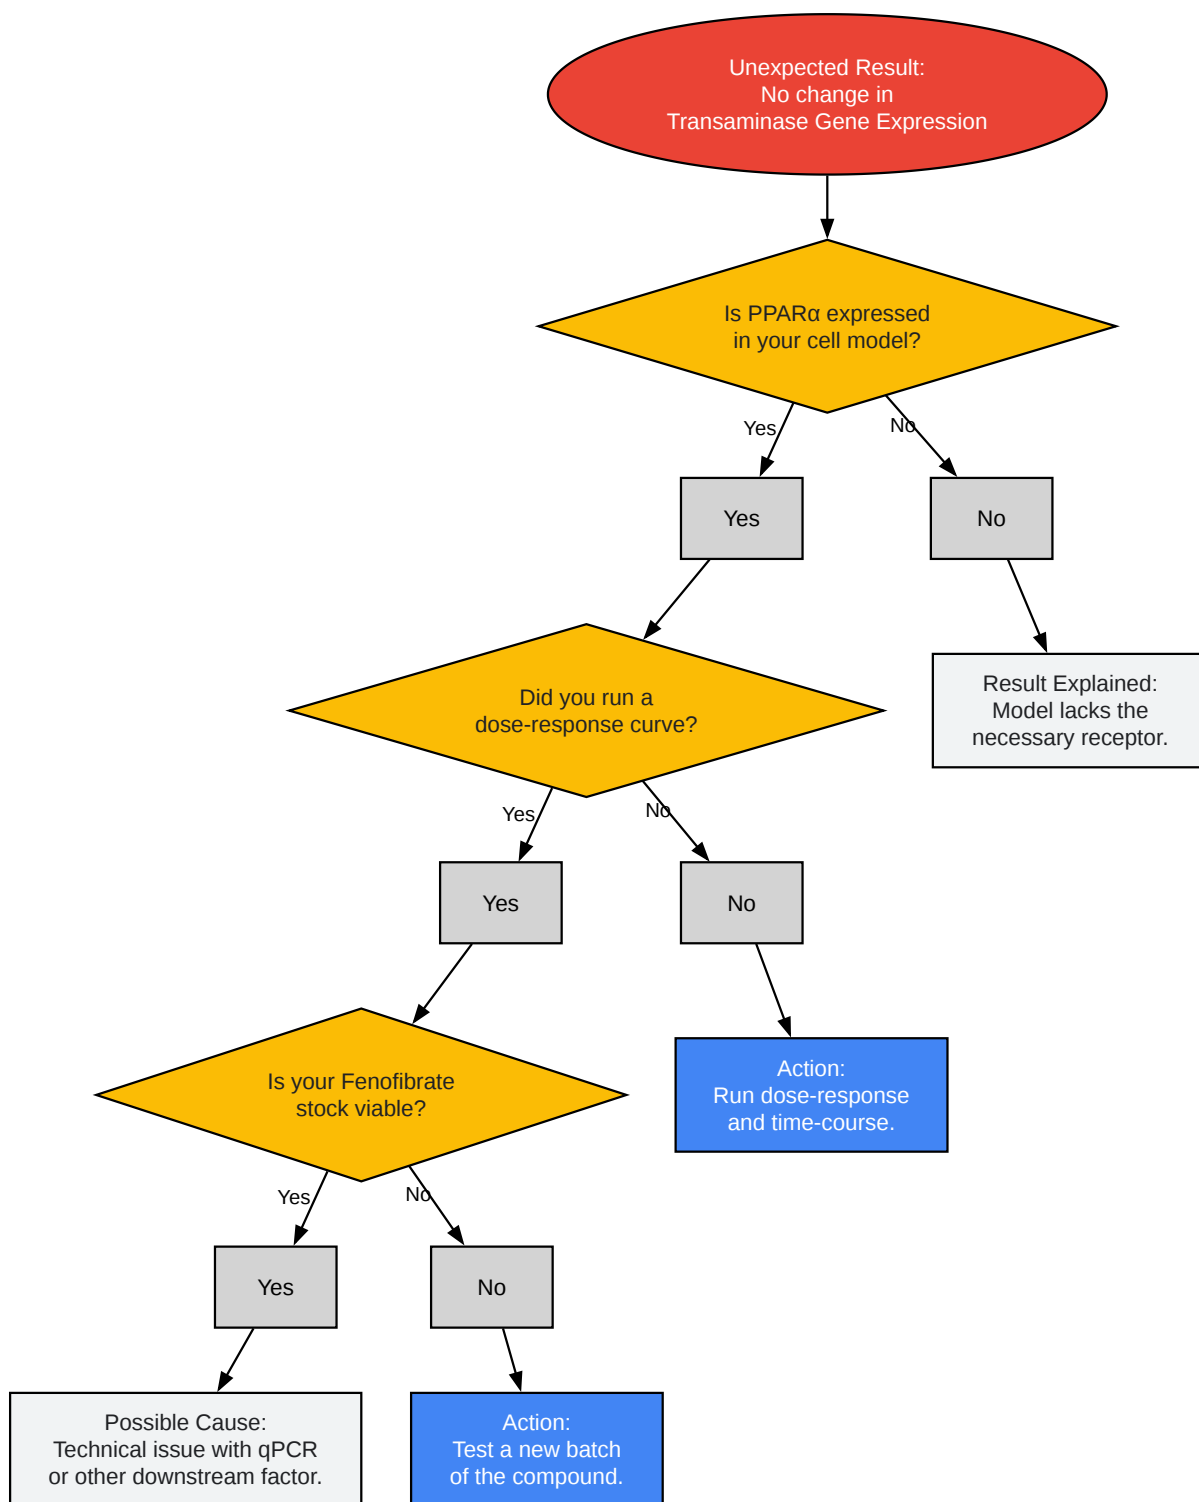 Unexpected Result:
No change in
Transaminase Gene Expression
Is PPARα expressed
in your cell model?
Yes
No
Yes
No
Result Explained:
Model lacks the
necessary receptor.
Did you run a
dose-response curve?
Yes
No
Yes
No
Action:
Run dose-response
and time-course.
Is your Fenofibrate
stock viable?
Yes
No
Yes
No
Possible Cause:
Technical issue with qPCR
or other downstream factor.
Action:
Test a new batch
of the compound.